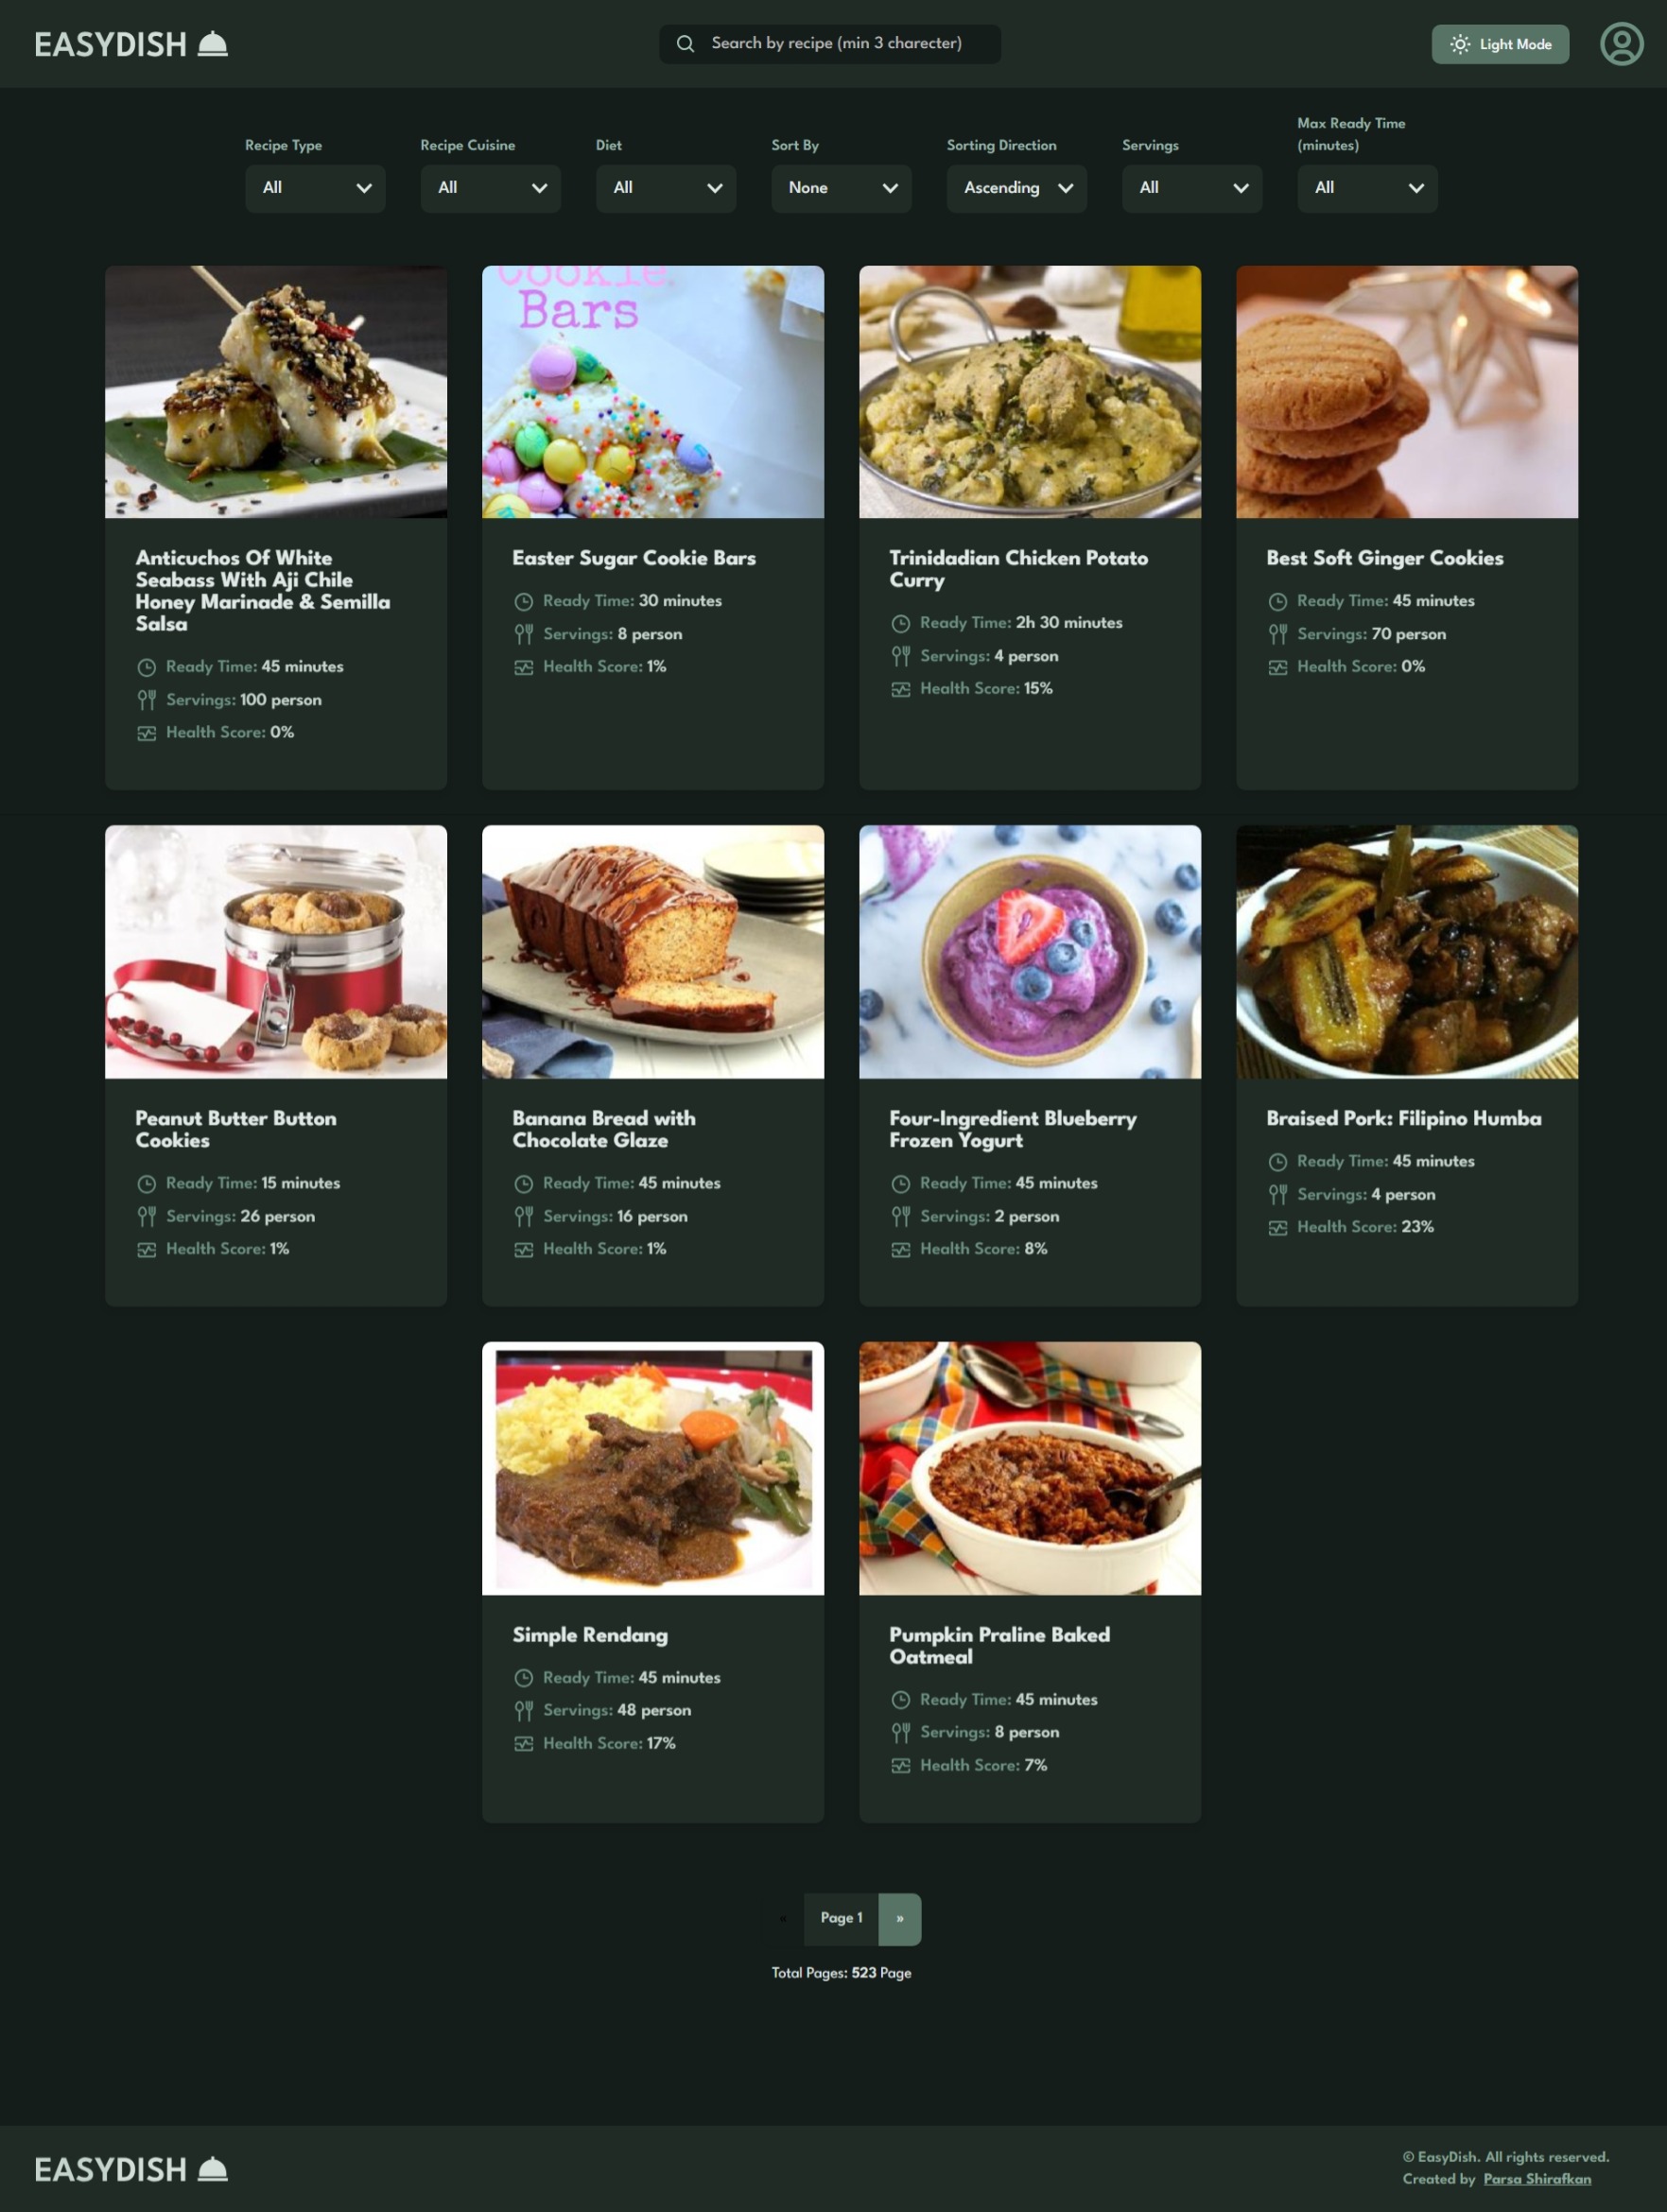 EASYDISH
Search by recipe (min 3 charecter)
Light Mode
Recipe Type
Recipe Cuisine
Diet
Sort By
Sorting Direction
Servings
Max Ready Time
(minutes)
All
All
All
None
Ascending
All
All
Cookie
Bars
Anticuchos Of White
Seabass With Aji Chile
Honey Marinade & Semilla
Salsa
Ready Time: 45 minutes
Servings: 100 person
Health Score: 0%
Easter Sugar Cookie Bars
Ready Time: 30 minutes
Servings: 8 person
Health Score: 1%
Trinidadian Chicken Potato
Curry
Ready Time: 2h 30 minutes
Servings: 4 person
Health Score: 15%
Best Soft Ginger Cookies
Ready Time: 45 minutes
Servings: 70 person
Health Score: 0%
Peanut Butter Button
Cookies
Ready Time: 15 minutes
Servings: 26 person
Health Score: 1%
Banana Bread with
Chocolate Glaze
Ready Time: 45 minutes
Servings: 16 person
Health Score: 1%
Four-Ingredient Blueberry
Frozen Yogurt
Ready Time: 45 minutes
Servings: 2 person
Health Score: 8%
Braised Pork: Filipino Humba
Ready Time: 45 minutes
Servings: 4 person
Health Score: 23%
Simple Rendang
Ready Time: 45 minutes
Servings: 48 person
Health Score: 17%
Pumpkin Praline Baked
Oatmeal
Ready Time: 45 minutes
Servings: 8 person
Health Score: 7%
« Page 1 »
Total Pages: 523 Page
EASYDISH
© EasyDish. All rights reserved.
Created by Parsa Shirafkan